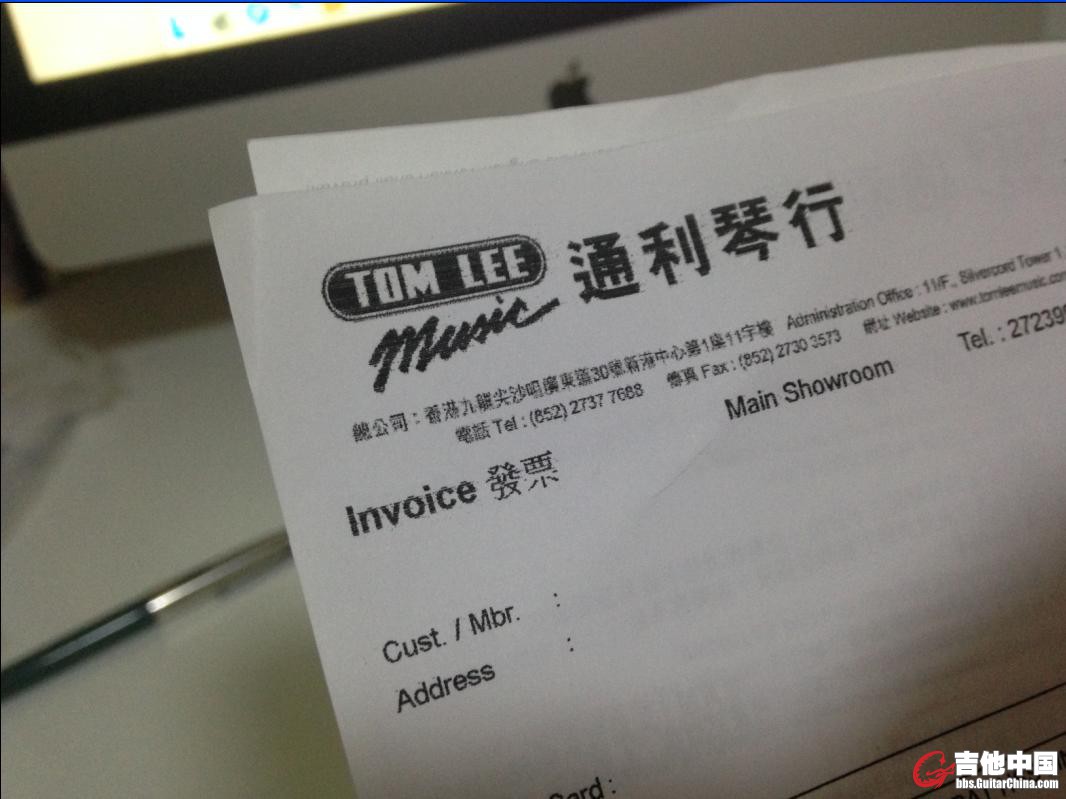 TOM LEE
Music
通利琴行
總公司：香港九龍尖沙咀廣東道30號新港中心第1座11字樓 Administration Office : 11/F., Silvercord Tower 1,
電話 Tel : (852) 2737 7688 傳真 Fax : (852) 2730 3573 網址 Website : www.tomleemusic.com
Main Showroom Tel. : 27239
Invoice 發票
Cust. / Mbr. :
Address :
Card :
吉他中国
bbs.GuitarChina.com